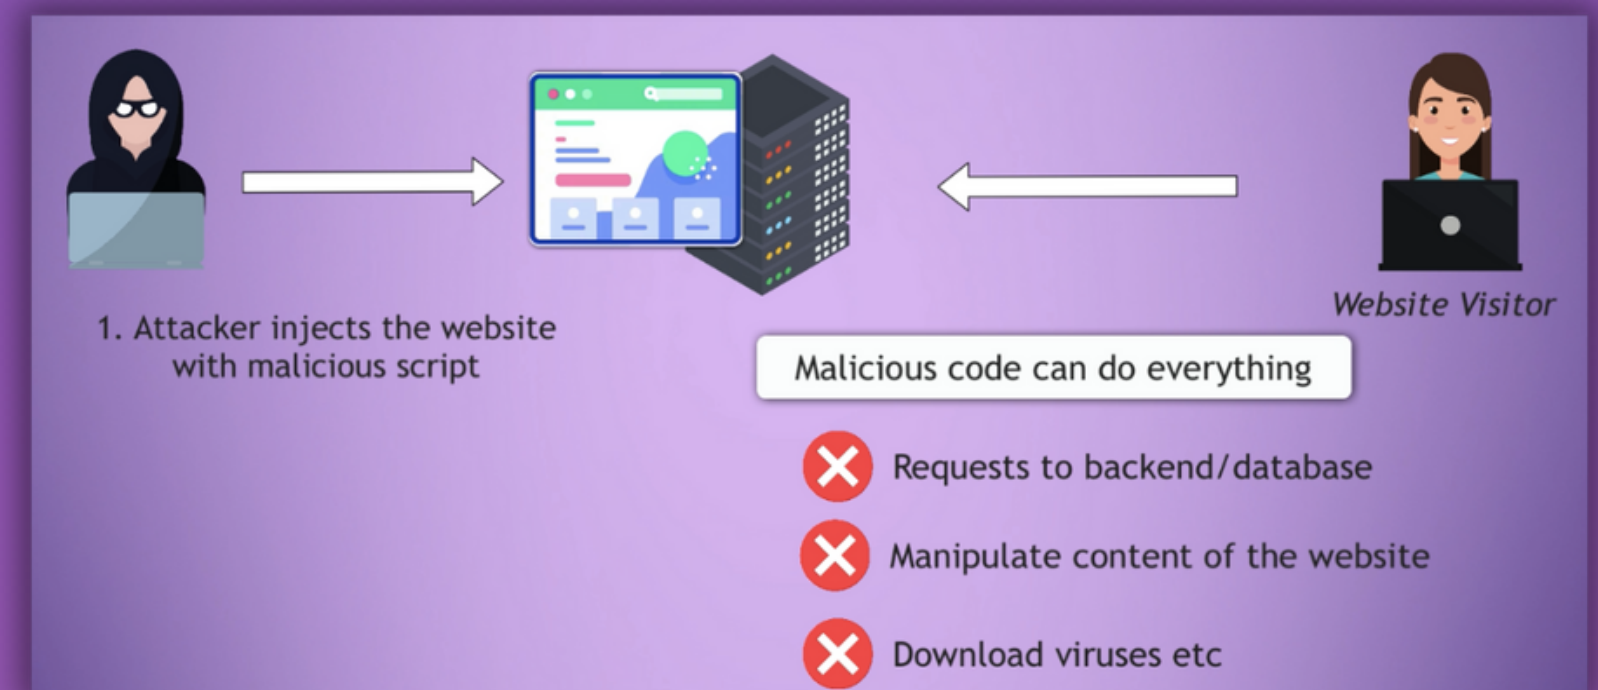 1. Attacker injects the website
with malicious script
Website Visitor
Malicious code can do everything
Requests to backend/database
Manipulate content of the website
Download viruses etc